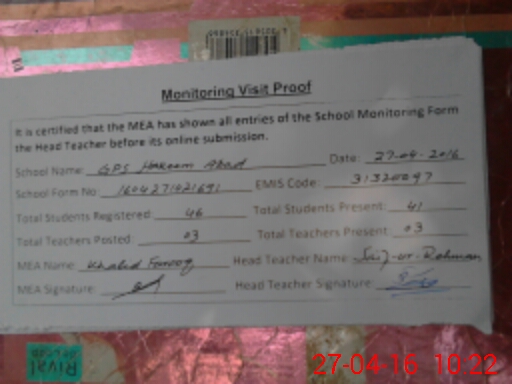 Monitoring Visit Proof
It is certified that the MEA has shown all entries of the School Monitoring Form
the Head Teacher before its online submission.
School Name: GPS Hakeem Abad Date: 27-04-2016
School Form No: EMIS Code: 31320097
Total Students Registered: 46 Total Students Present: 41
Total Teachers Posted: 03 Total Teachers Present: 03
MEA Name: Khalid Farooq Head Teacher Name: Saif-ur-Rehman
MEA Signature: Head Teacher Signature:
Rival
27-04-16 10:22